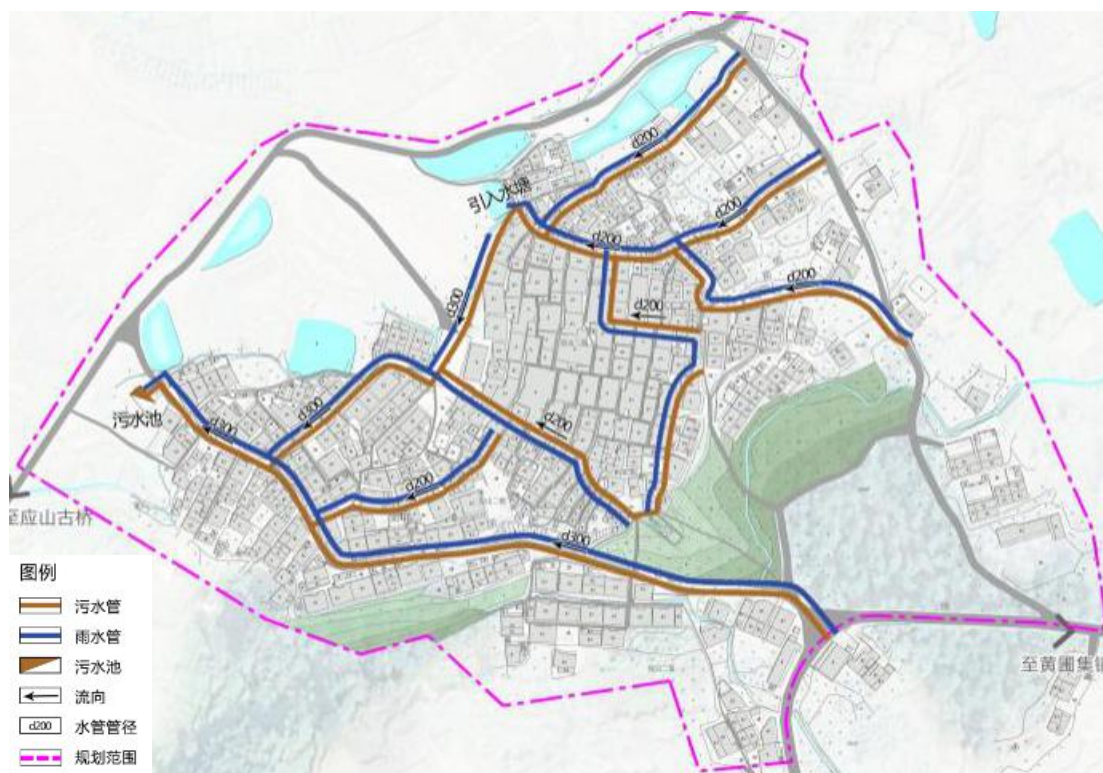 d200
d200
引入水塘
d200
d200
d200
d300
d300
d200
污水池
d300
d200
d300
至应山古桥
至黄圃集镇
图例
污水管
雨水管
污水池
流向
d200 水管管径
规划范围